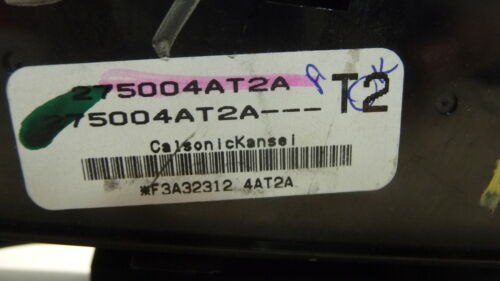 275004AT2A A
275004AT2A--- T2
CalsonicKansei
*F3A32312 4AT2A